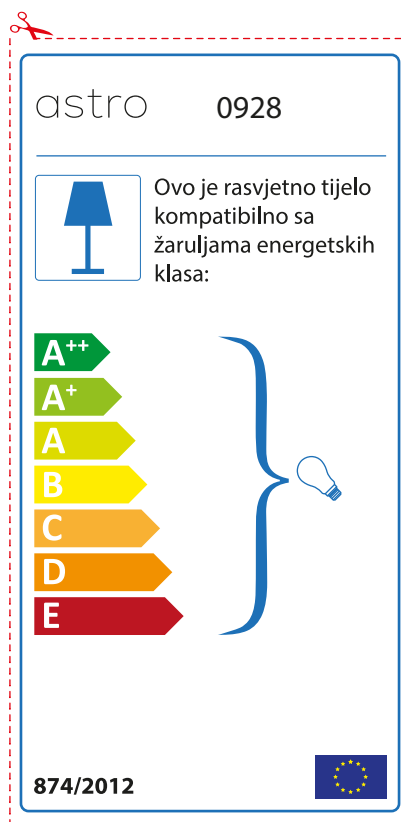 astro 0928
Ovo je rasvjetno tijelo
kompatibilno sa
žaruljama energetskih
klasa:
A++
A+
A
B
C
D
E
874/2012